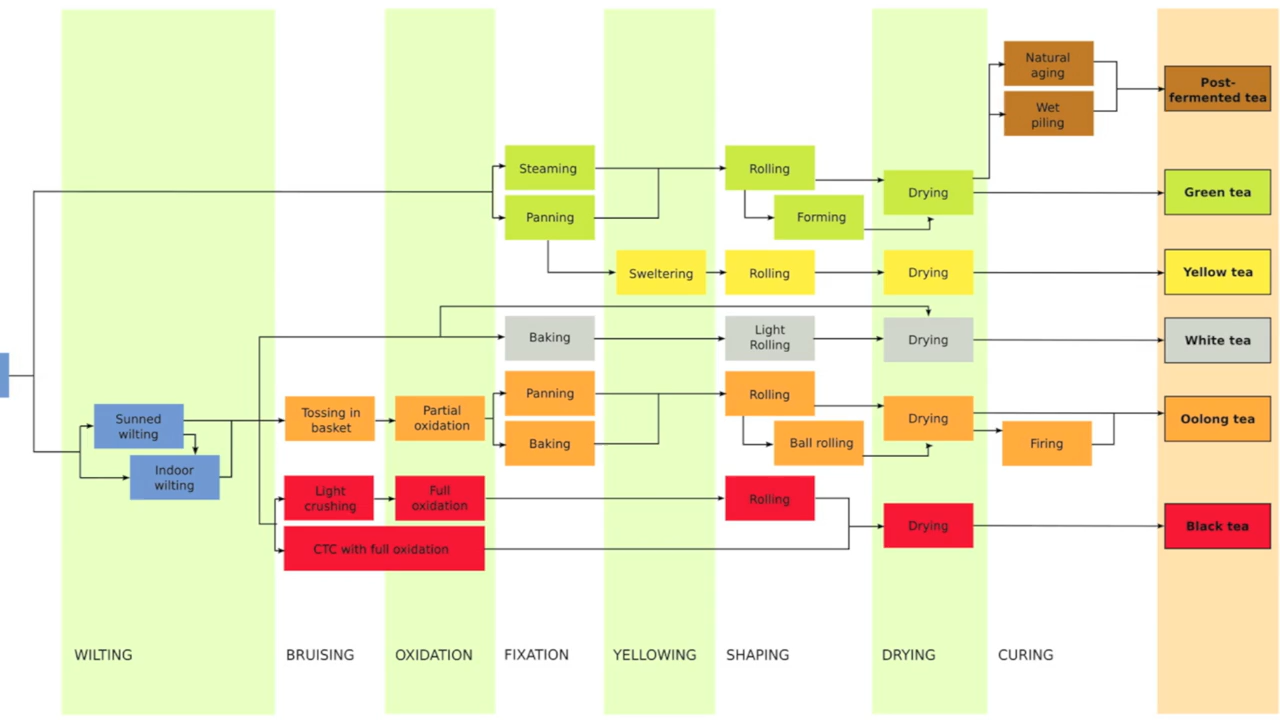 Natural
aging
Wet
piling
Post-
fermented tea
Steaming
Rolling
Drying
Green tea
Panning
Forming
Sweltering
Rolling
Drying
Yellow tea
Baking
Light
Rolling
Drying
White tea
Sunned
wilting
Indoor
wilting
Tossing in
basket
Partial
oxidation
Panning
Baking
Rolling
Ball rolling
Drying
Firing
Oolong tea
Light
crushing
Full
oxidation
Rolling
CTC with full oxidation
Drying
Black tea
WILTING
BRUISING
OXIDATION
FIXATION
YELLOWING
SHAPING
DRYING
CURING